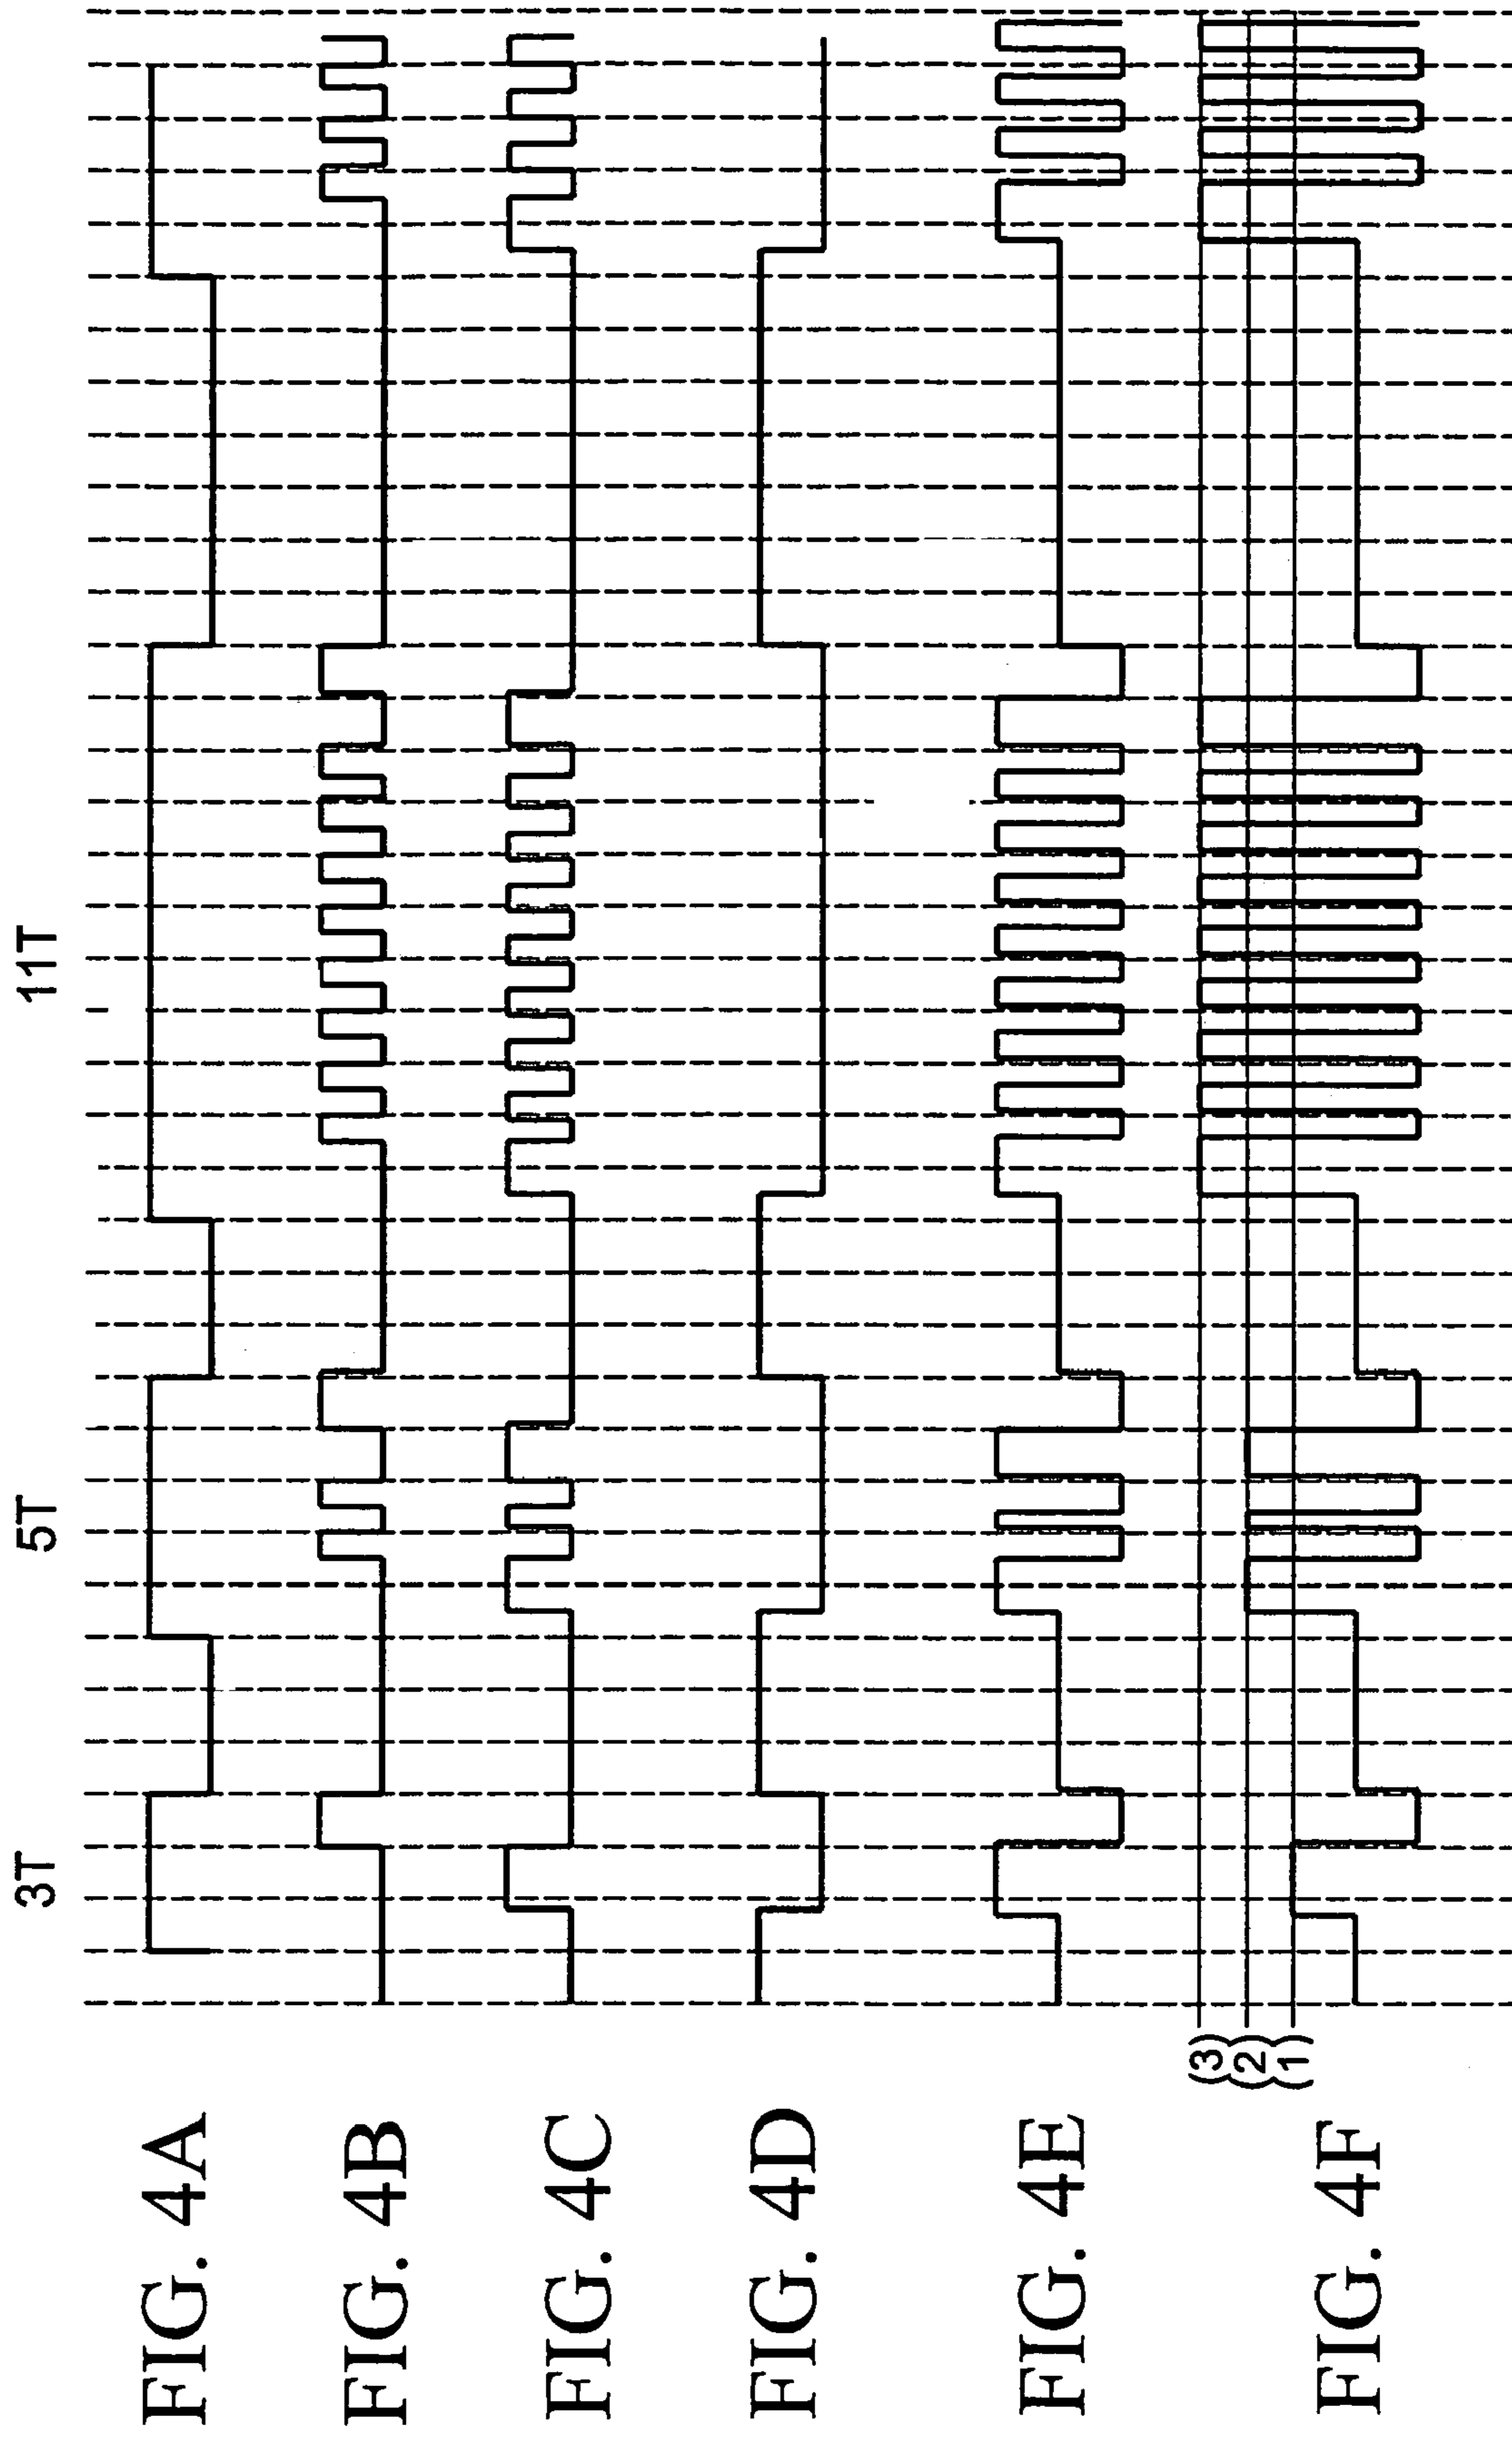 3T 5T 11T
FIG. 4A
FIG. 4B
FIG. 4C
FIG. 4D
FIG. 4E
(3)
(2)
(1)
FIG. 4F